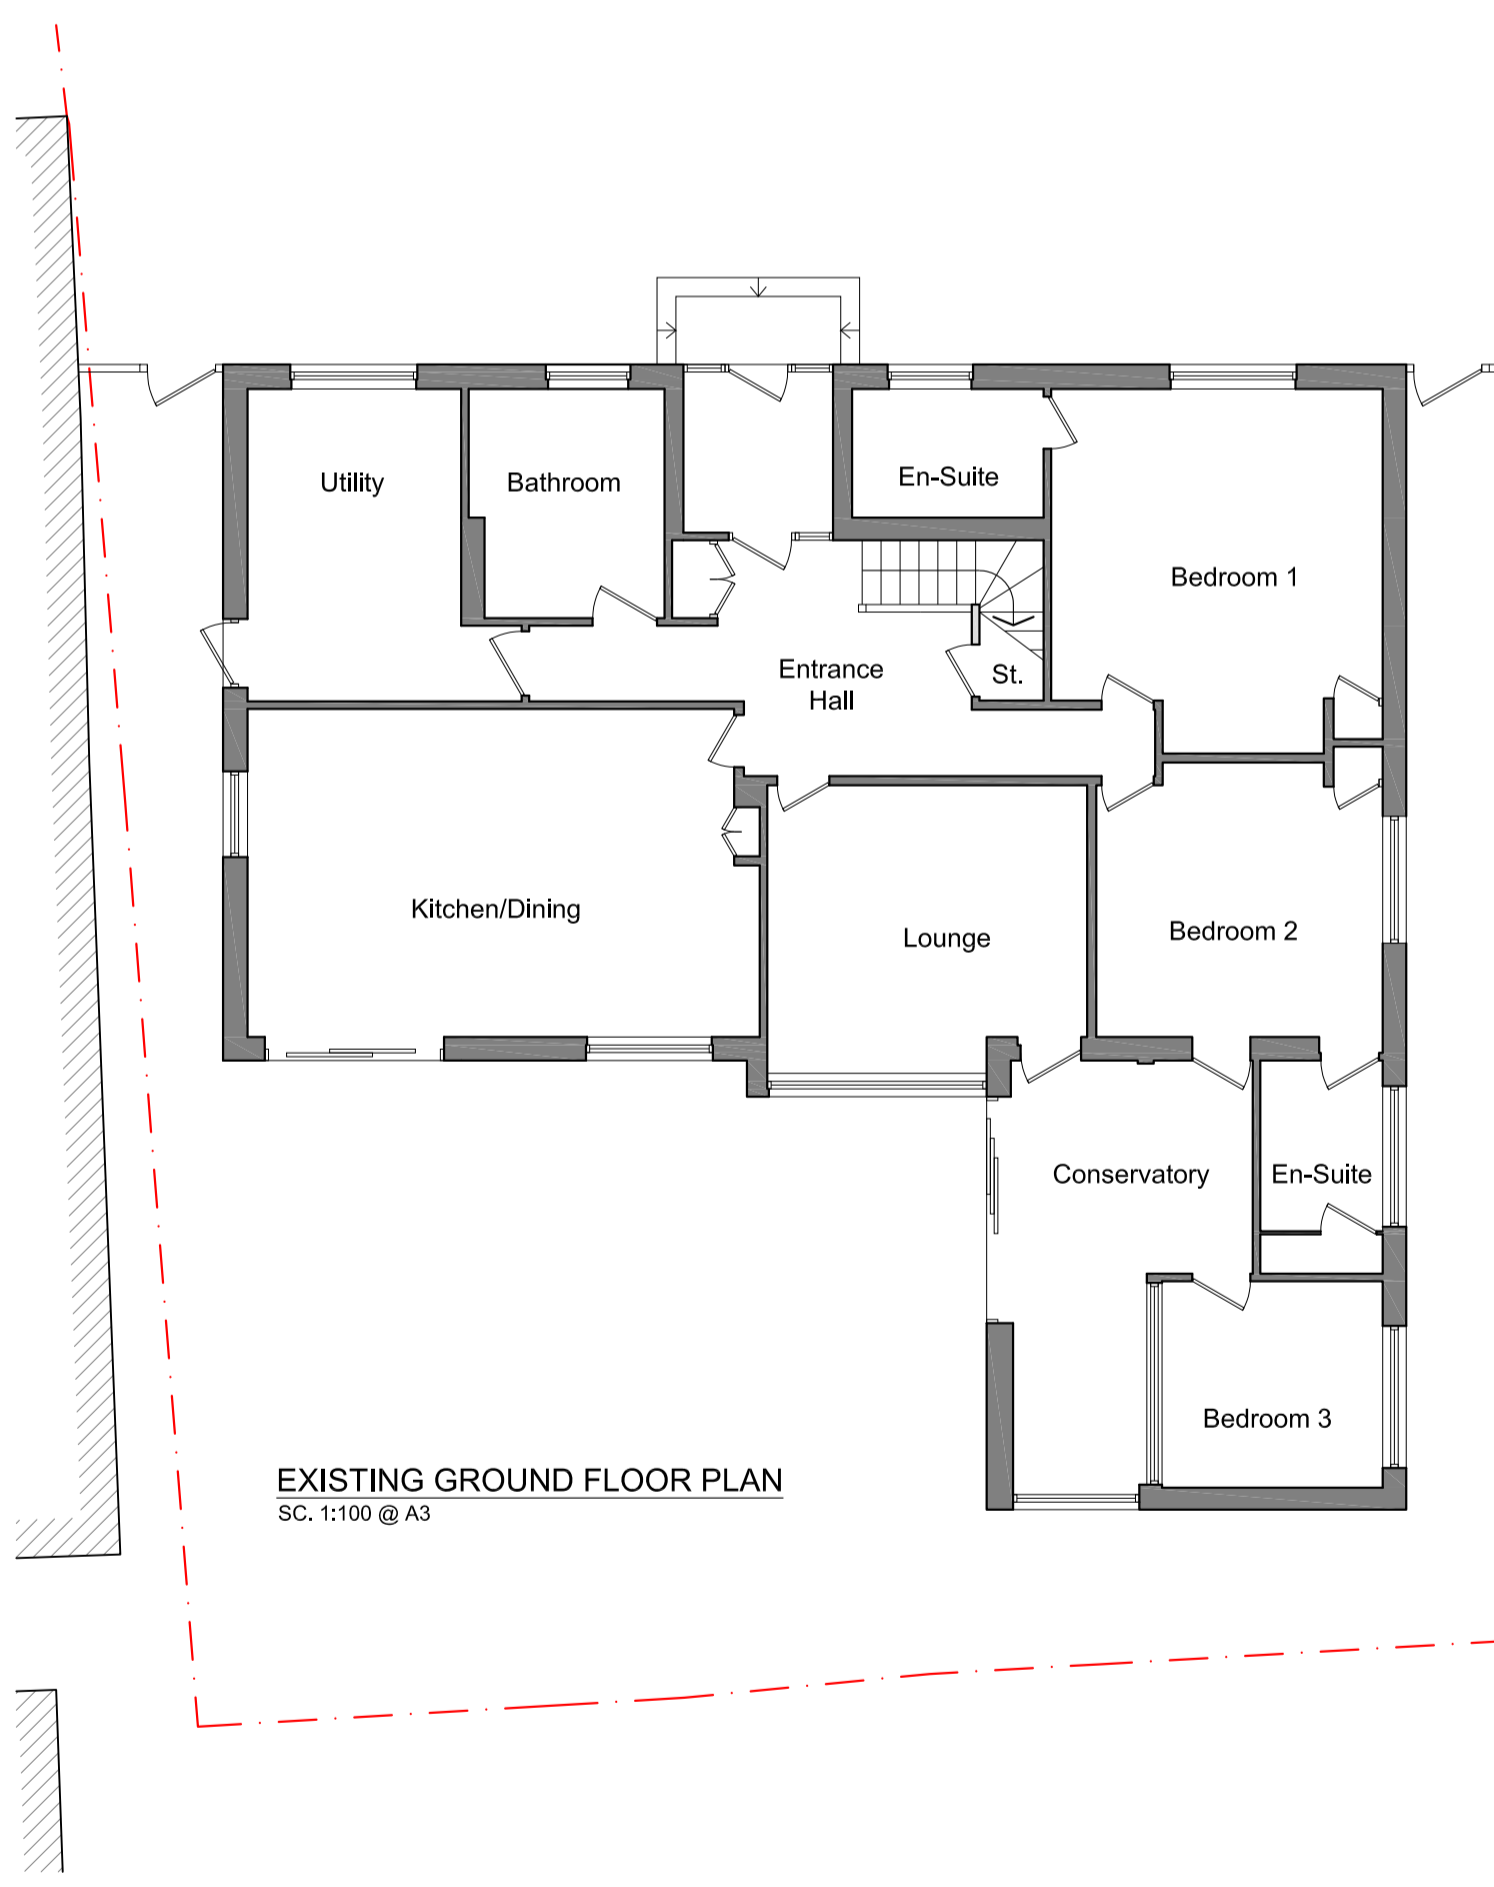 Utility
Bathroom
En-Suite
Bedroom 1
Entrance
Hall
St.
Kitchen/Dining
Lounge
Bedroom 2
Conservatory
En-Suite
Bedroom 3
EXISTING GROUND FLOOR PLAN
SC. 1:100 @ A3